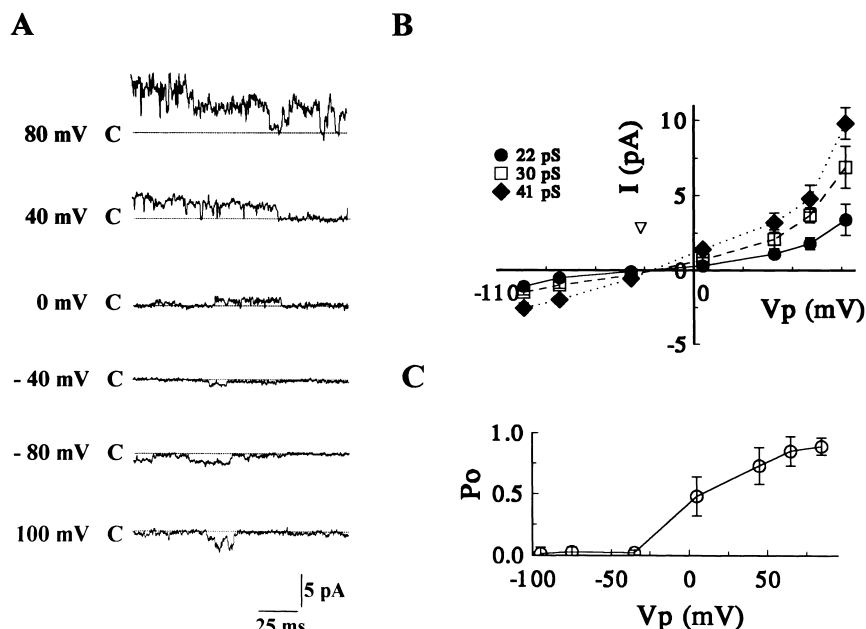 A
80 mV C
40 mV C
0 mV C
- 40 mV C
- 80 mV C
100 mV C
5 pA
25 ms
B
I (pA)
10
5
0
-5
-110
0
Vp (mV)
22 pS
30 pS
41 pS
C
Po
1.0
0.5
0.0
-100 -50 0 50
Vp (mV)